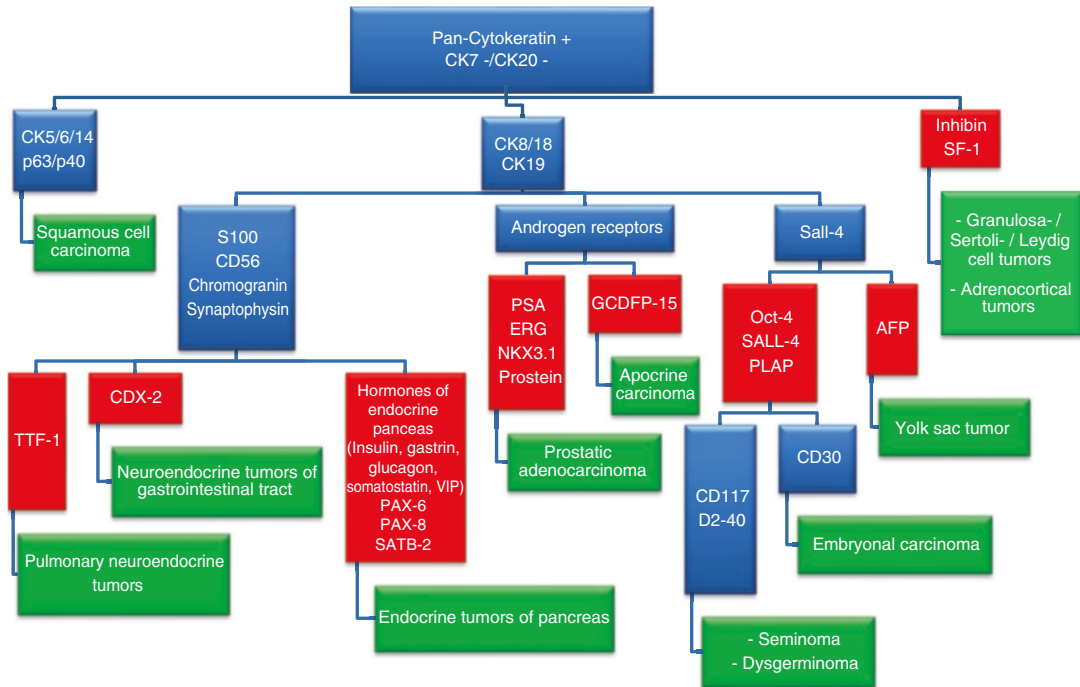 Pan-Cytokeratin +
CK7 -/CK20 -
CK5/6/14
p63/p40
CK8/18
CK19
Inhibin
SF-1
Squamous cell
carcinoma
S100
CD56
Chromogranin
Synaptophysin
Androgen receptors
Sall-4
- Granulosa- /
Sertoli- / Leydig
cell tumors
- Adrenocortical
tumors
PSA
ERG
NKX3.1
Prostein
GCDFP-15
Oct-4
SALL-4
PLAP
AFP
TTF-1
CDX-2
Hormones of
endocrine
panceas
(Insulin, gastrin,
glucagon,
somatostatin, VIP)
PAX-6
PAX-8
SATB-2
Apocrine
carcinoma
Yolk sac tumor
Neuroendocrine tumors of
gastrointestinal tract
Prostatic
adenocarcinoma
CD117
D2-40
CD30
Pulmonary neuroendocrine
tumors
Embryonal carcinoma
Endocrine tumors of pancreas
- Seminoma
- Dysgerminoma